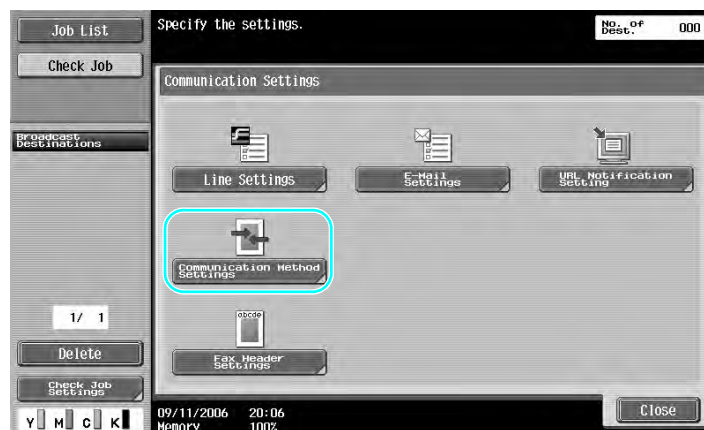 Job List
Check Job
Broadcast
Destinations
1/ 1
Delete
Check Job
Settings
Y M C K
Specify the settings.
No. of
Dest. 000
Communication Settings
Line Settings
E-Mail
Settings
URL Notification
Setting
Communication Method
Settings
abcde
Fax Header
Settings
09/11/2006 20:06
Memory 100%
Close